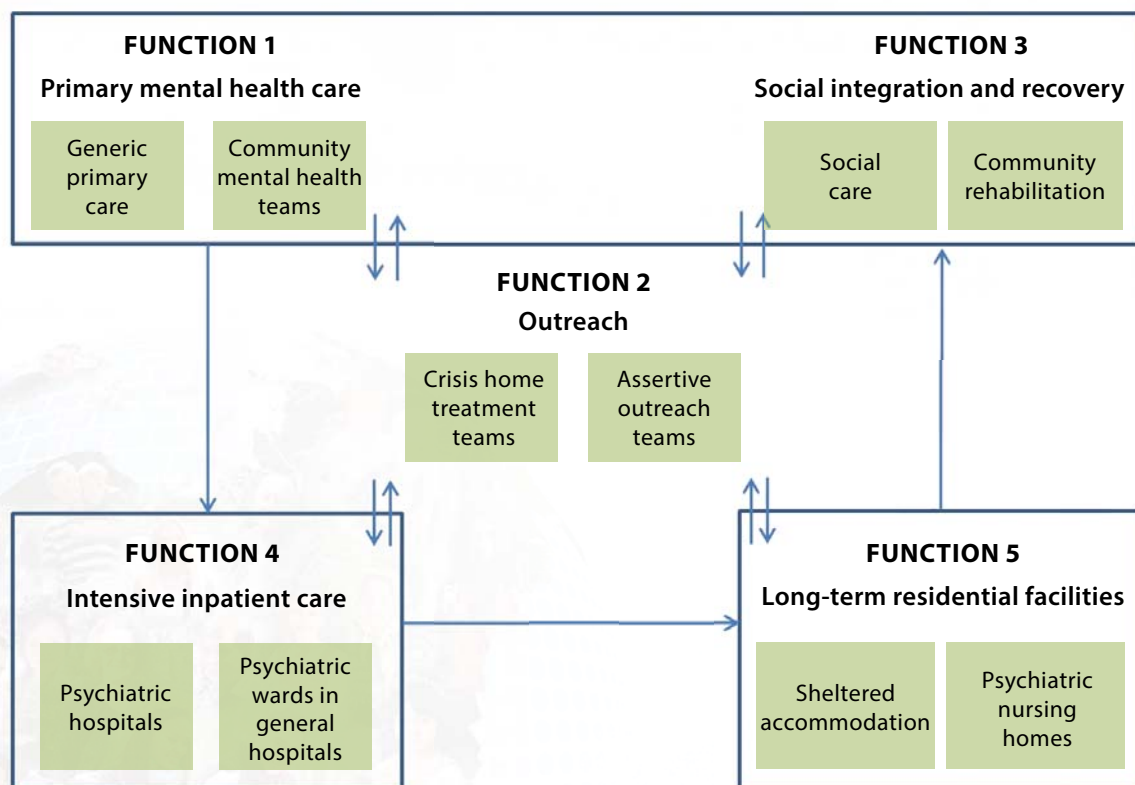 FUNCTION 1
Primary mental health care
Generic
primary
care
Community
mental health
teams
FUNCTION 3
Social integration and recovery
Social
care
Community
rehabilitation
FUNCTION 2
Outreach
Crisis home
treatment
teams
Assertive
outreach
teams
FUNCTION 4
Intensive inpatient care
Psychiatric
hospitals
Psychiatric
wards in
general
hospitals
FUNCTION 5
Long-term residential facilities
Sheltered
accommodation
Psychiatric
nursing
homes